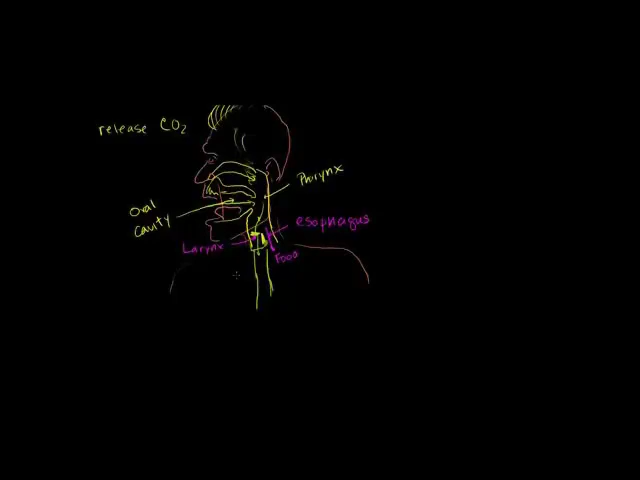 release CO2
Pharynx
Oral
cavity
esophagus
Larynx
Food